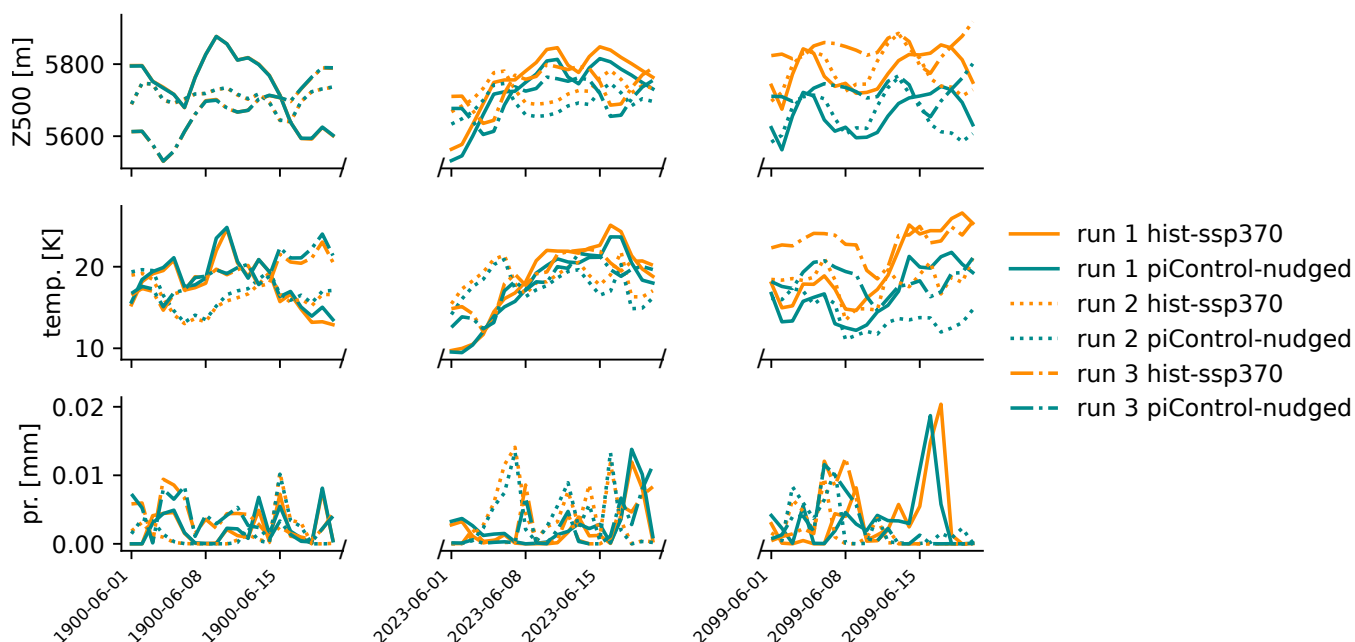 Z500 [m]
5800
5600
temp. [K]
20
10
pr. [mm]
0.02
0.01
0.00
1900-06-01
1900-06-08
1900-06-15
2023-06-01
2023-06-08
2023-06-15
2099-06-01
2099-06-08
2099-06-15
run 1 hist-ssp370
run 1 piControl-nudged
run 2 hist-ssp370
run 2 piControl-nudged
run 3 hist-ssp370
run 3 piControl-nudged